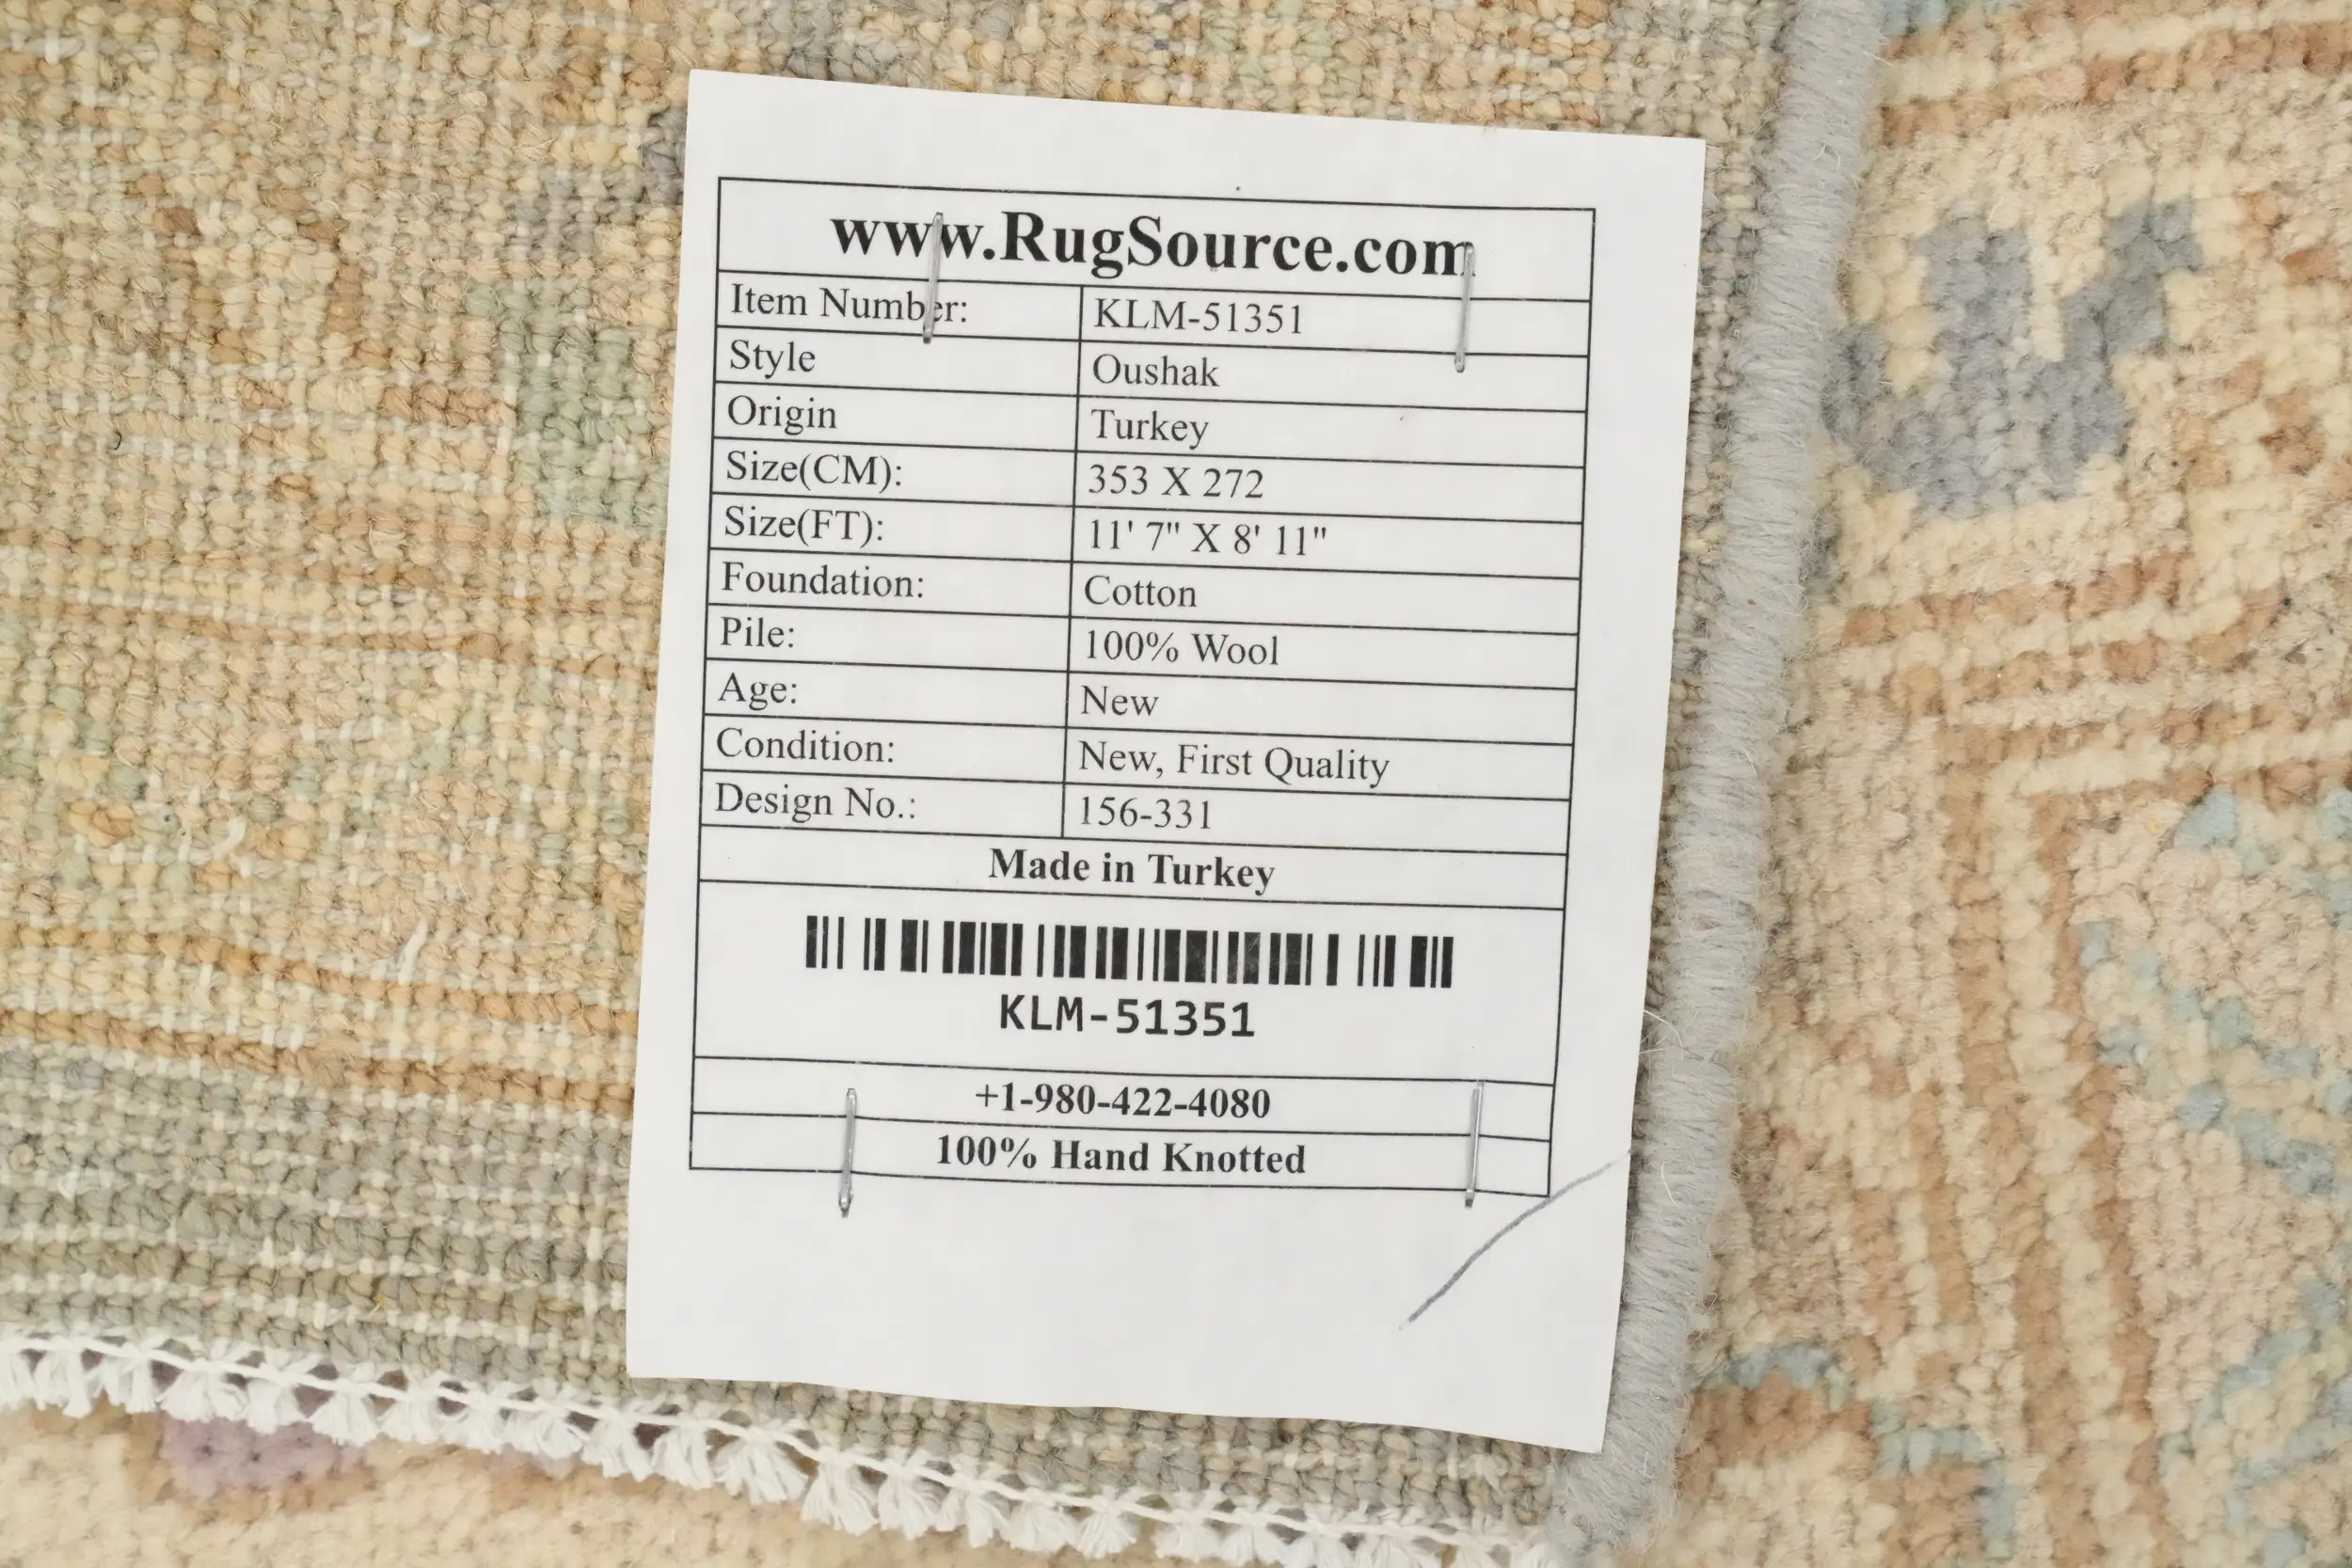 www.RugSource.com
Item Number: KLM-51351
Style Oushak
Origin Turkey
Size(CM): 353 X 272
Size(FT): 11' 7" X 8' 11"
Foundation: Cotton
Pile: 100% Wool
Age: New
Condition: New, First Quality
Design No.: 156-331
Made in Turkey
KLM-51351
+1-980-422-4080
100% Hand Knotted